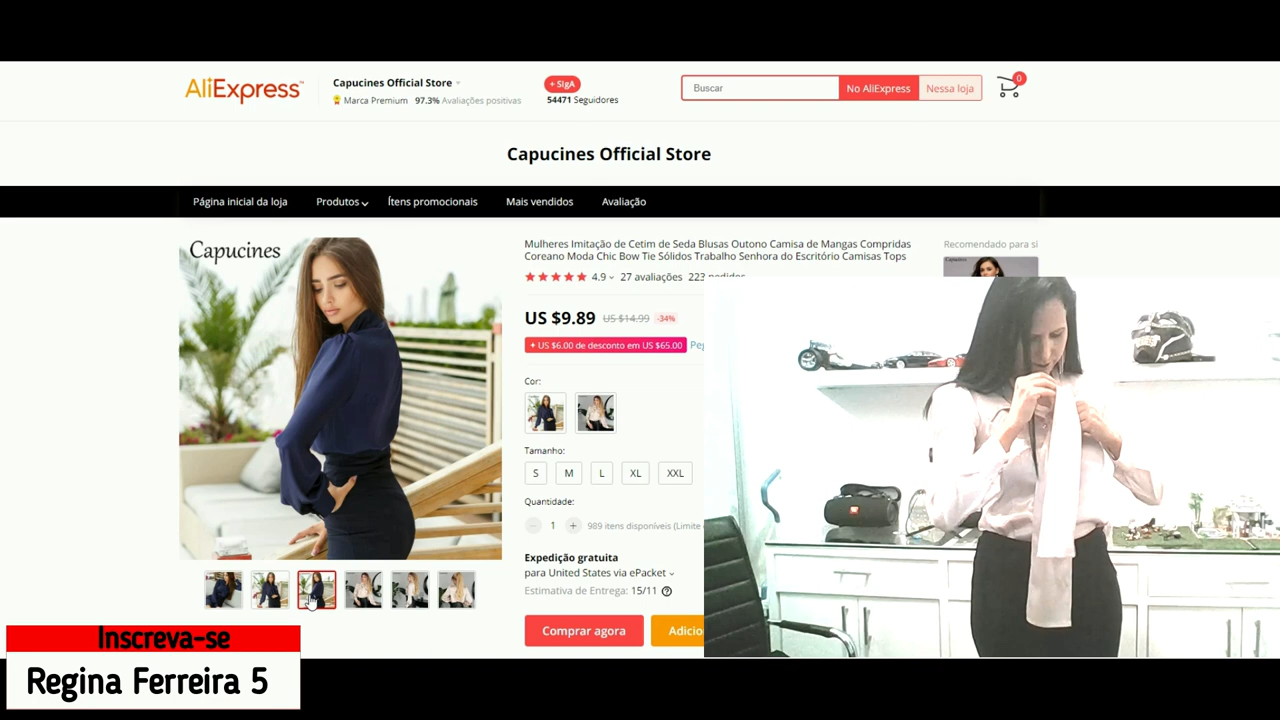 AliExpress™
Capucines Official Store
Marca Premium 97.3% Avaliações positivas
+ SIgA
54471 Seguidores
Buscar
No AliExpress
Nessa loja
0
Capucines Official Store
Página inicial da loja
Produtos
Ítens promocionais
Mais vendidos
Avaliação
Capucines
Mulheres Imitação de Cetim de Seda Blusas Outono Camisa de Mangas Compridas
Coreano Moda Chic Bow Tie Sólidos Trabalho Senhora do Escritório Camisas Tops
4.9 27 avaliações 223 pedidos
US $9.89 US $14.99 -34%
+ US $6.00 de desconto em US $65.00
Cor:
Tamanho:
S M L XL XXL
Quantidade:
− 1 + 989 itens disponíveis (Limite
Expedição gratuita
para United States via ePacket
Estimativa de Entrega: 15/11
Comprar agora
Adicio
Recomendado para si
Inscreva-se
Regina Ferreira 5